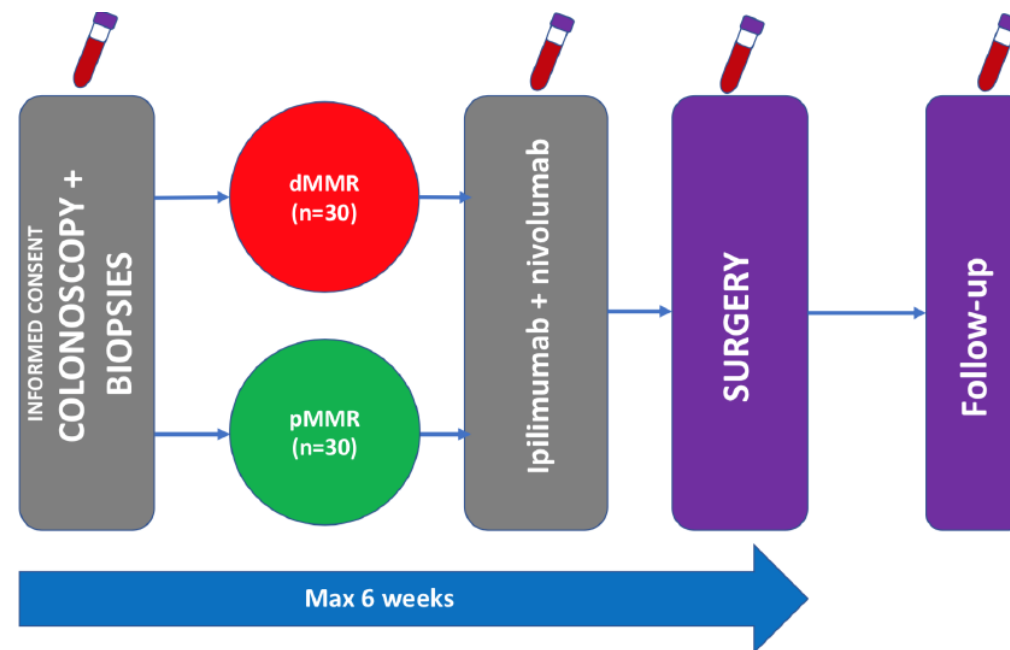 INFORMED CONSENT
COLONOSCOPY +
BIOPSIES
dMMR
(n=30)
pMMR
(n=30)
Ipilimumab + nivolumab
SURGERY
Follow-up
Max 6 weeks